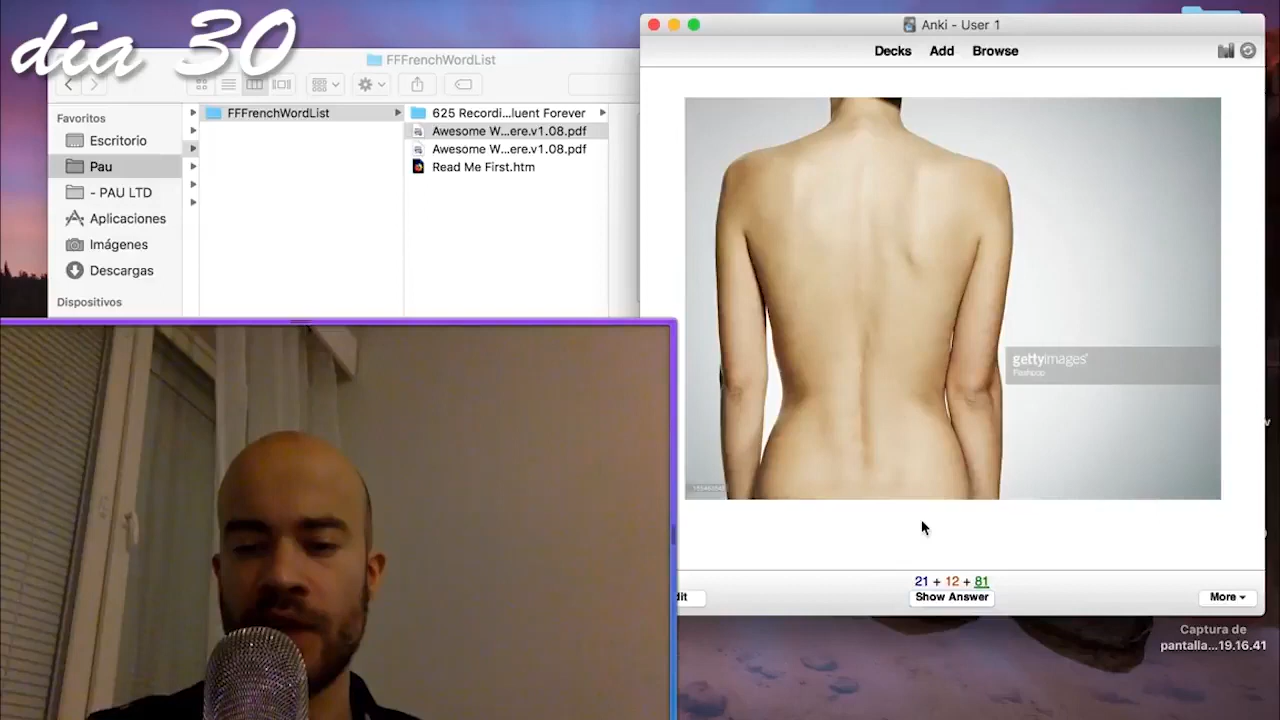 día 30
FFFrenchWordList
Favoritos
Escritorio
Pau
- PAU LTD
Aplicaciones
Imágenes
Descargas
Dispositivos
FFFrenchWordList
625 Recordi...luent Forever
Awesome W...ere.v1.08.pdf
Awesome W...ere.v1.08.pdf
Read Me First.htm
Anki - User 1
Decks Add Browse
gettyimages®
21 + 12 + 81
dit
Show Answer
More
Captura de
pantalla...19.16.41